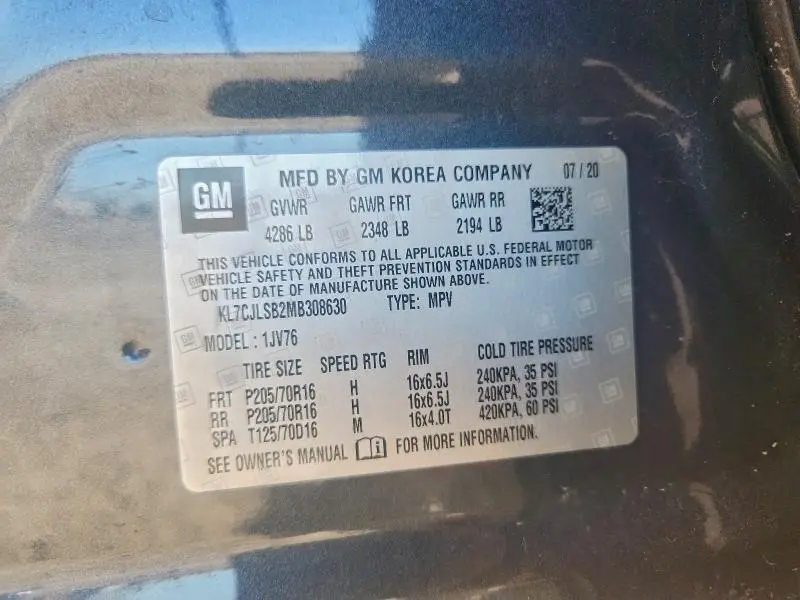 GM MFD BY GM KOREA COMPANY 07 / 20
GVWR GAWR FRT GAWR RR
4286 LB 2348 LB 2194 LB
THIS VEHICLE CONFORMS TO ALL APPLICABLE U.S. FEDERAL MOTOR
VEHICLE SAFETY AND THEFT PREVENTION STANDARDS IN EFFECT
ON THE DATE OF MANUFACTURE SHOWN ABOVE.
KL7CJLSB2MB308630 TYPE: MPV
MODEL : 1JV76
TIRE SIZE SPEED RTG RIM COLD TIRE PRESSURE
FRT P205/70R16 H 16x6.5J 240KPA, 35 PSI
RR P205/70R16 H 16x6.5J 240KPA, 35 PSI
SPA T125/70D16 M 16x4.0T 420KPA, 60 PSI
SEE OWNER'S MANUAL FOR MORE INFORMATION.